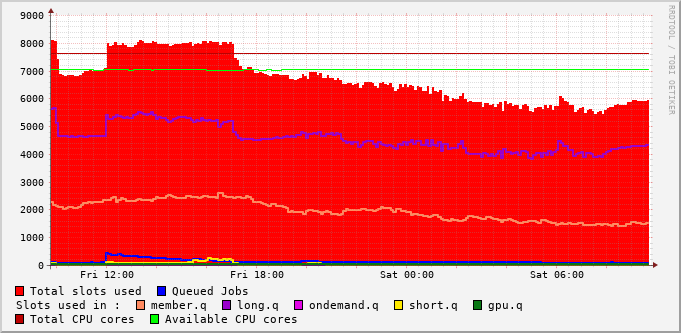 9000
8000
7000
6000
5000
4000
3000
2000
1000
0
Fri 12:00 Fri 18:00 Sat 00:00 Sat 06:00
RRDTOOL / TOBI OETIKER
Total slots used Queued Jobs
Slots used in : member.q long.q ondemand.q short.q gpu.q
Total CPU cores Available CPU cores